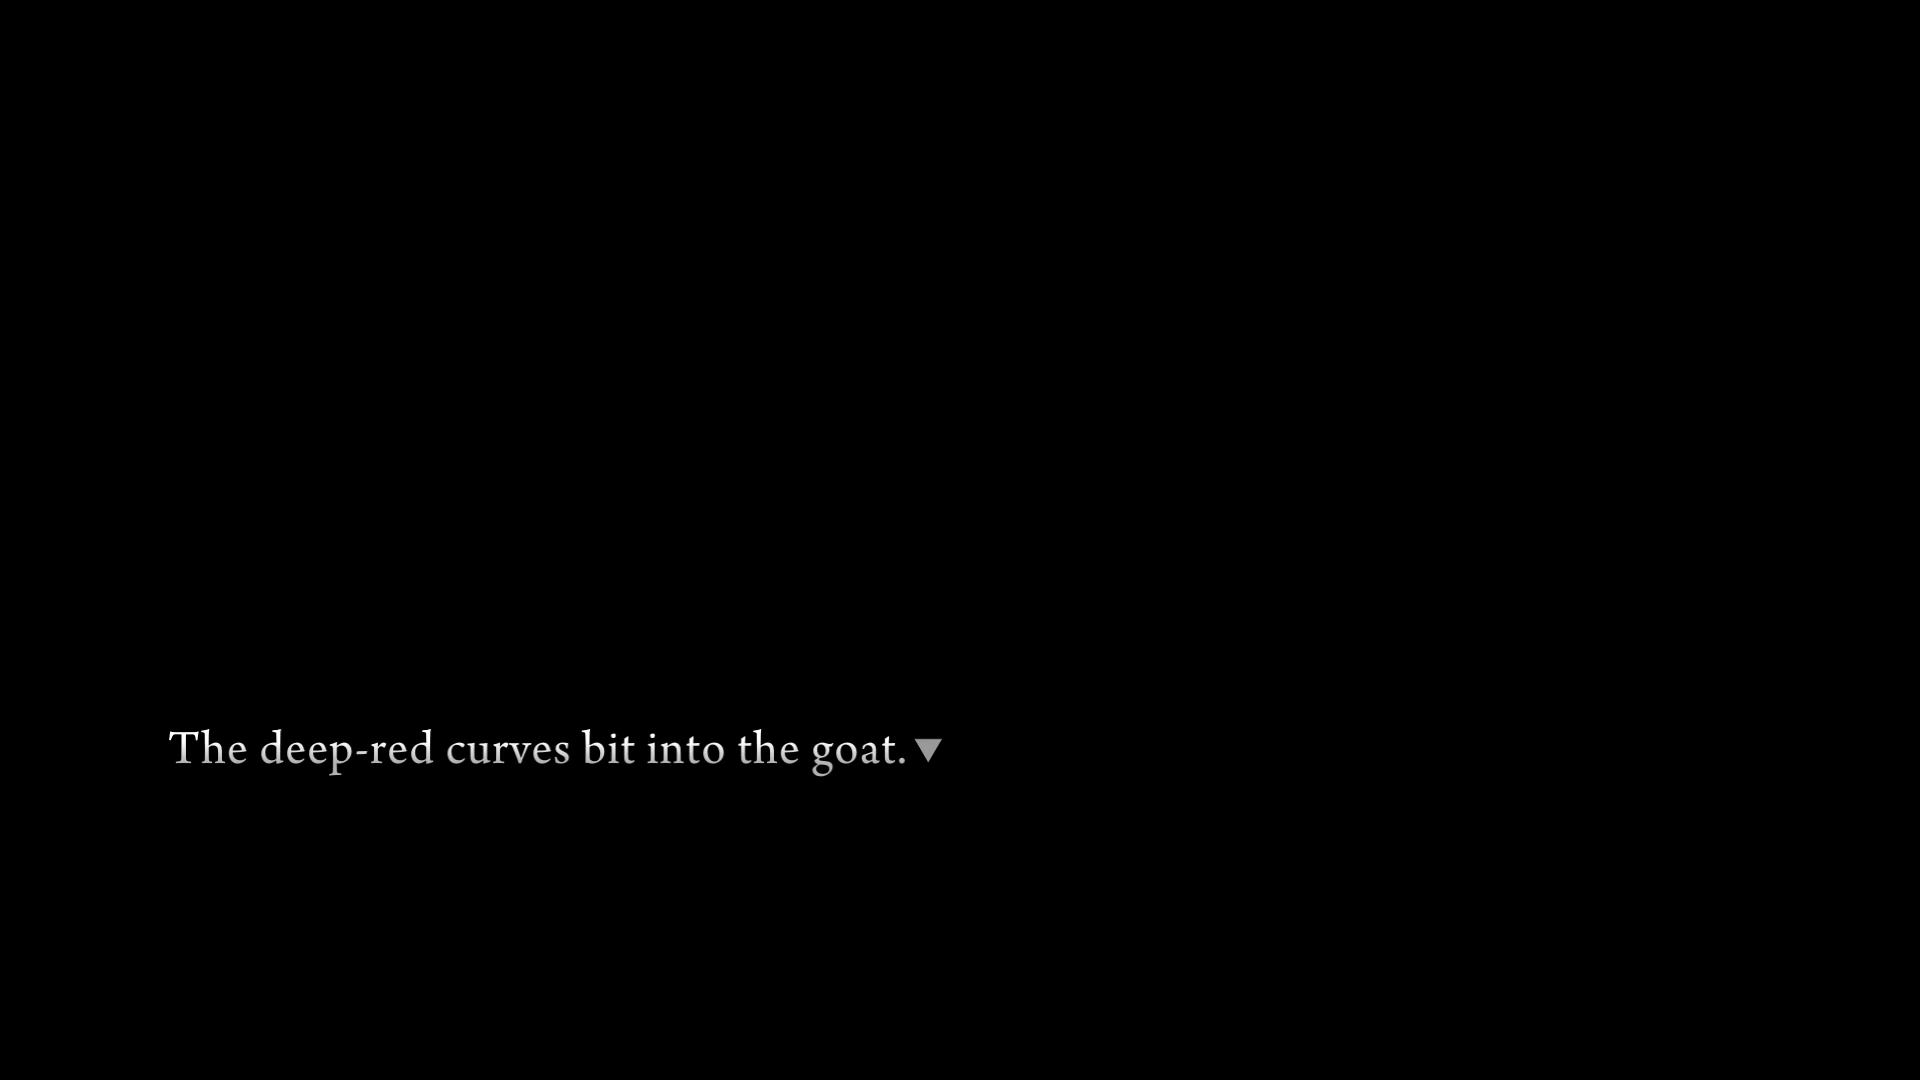 The deep-red curves bit into the goat.